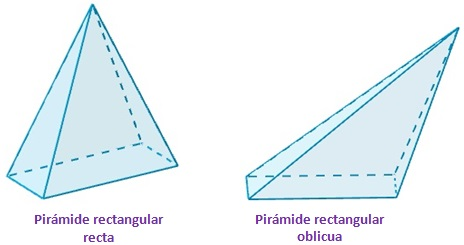 Pirámide rectangular
recta
Pirámide rectangular
oblicua